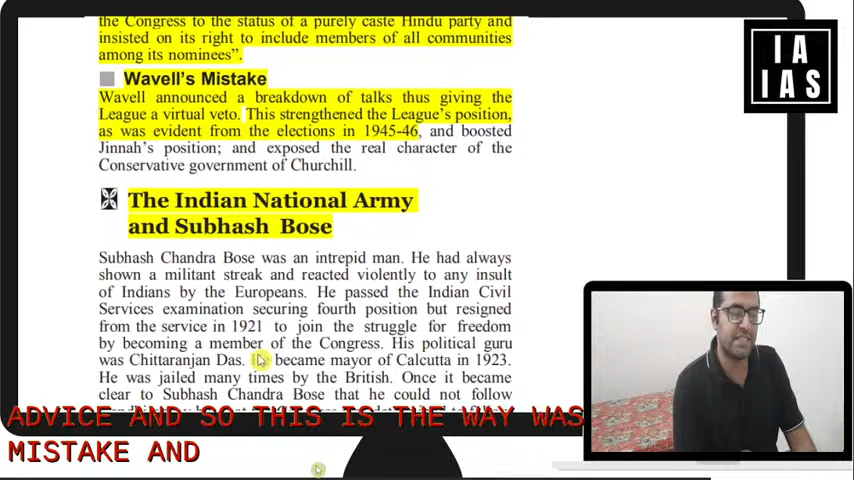 the Congress to the status of a purely caste Hindu party and
insisted on its right to include members of all communities
among its nominees”.
Wavell’s Mistake
Wavell announced a breakdown of talks thus giving the
League a virtual veto. This strengthened the League’s position,
as was evident from the elections in 1945-46, and boosted
Jinnah’s position; and exposed the real character of the
Conservative government of Churchill.
The Indian National Army
and Subhash Bose
Subhash Chandra Bose was an intrepid man. He had always
shown a militant streak and reacted violently to any insult
of Indians by the Europeans. He passed the Indian Civil
Services examination securing fourth position but resigned
from the service in 1921 to join the struggle for freedom
by becoming a member of the Congress. His political guru
was Chittaranjan Das. became mayor of Calcutta in 1923.
He was jailed many times by the British. Once it became
clear to Subhash Chandra Bose that he could not follow
ADVICE AND SO THIS IS THE WAY WAS
MISTAKE AND
IA
IAS